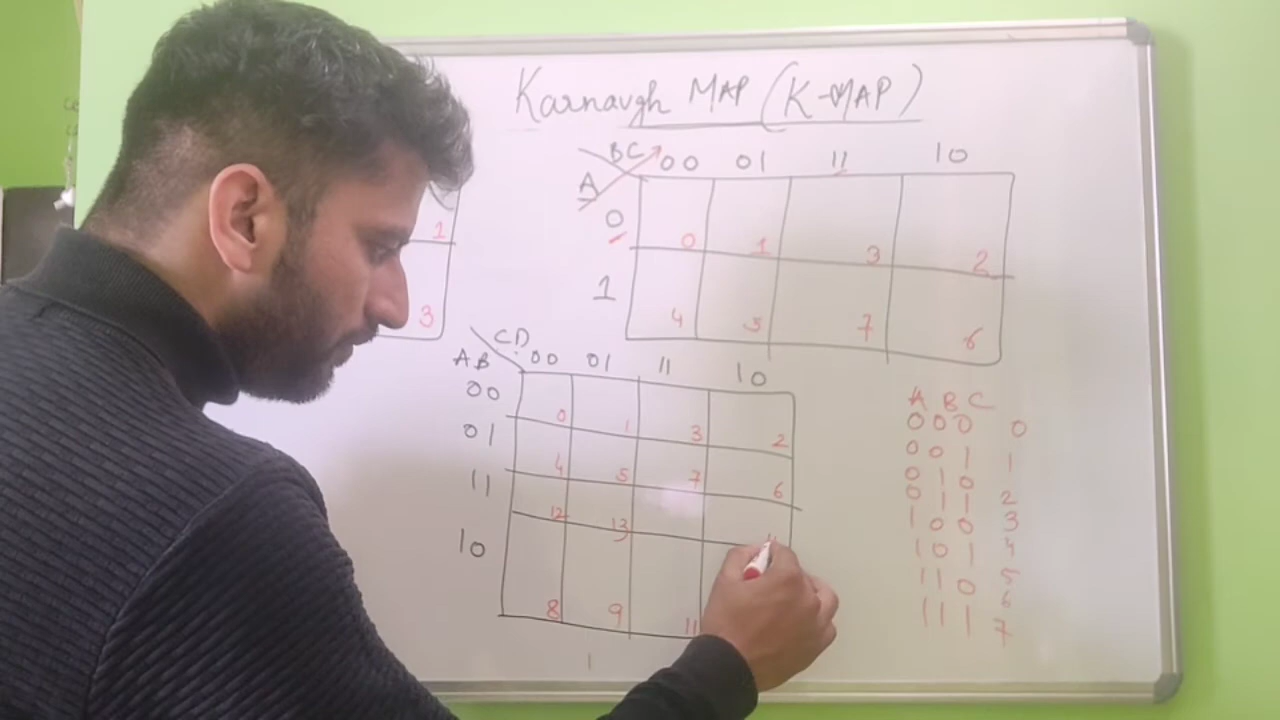 Karnaugh MAP (K-MAP)
BC 00 01 11 10
A
0
0 1 3 2
1
4 5 7 6
1
3
CD 00 01 11 10
AB
00
0 1 3 2
01
4 5 7 6
11
12 13
10
8 9 11
A B C
0 0 0 0
0 0 1 1
0 1 0 2
0 1 1 3
1 0 0 4
1 0 1 5
1 1 0 6
1 1 1 7